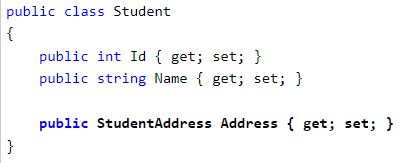 public class Student
{
    public int Id { get; set; }
    public string Name { get; set; }

    public StudentAddress Address { get; set; }
}